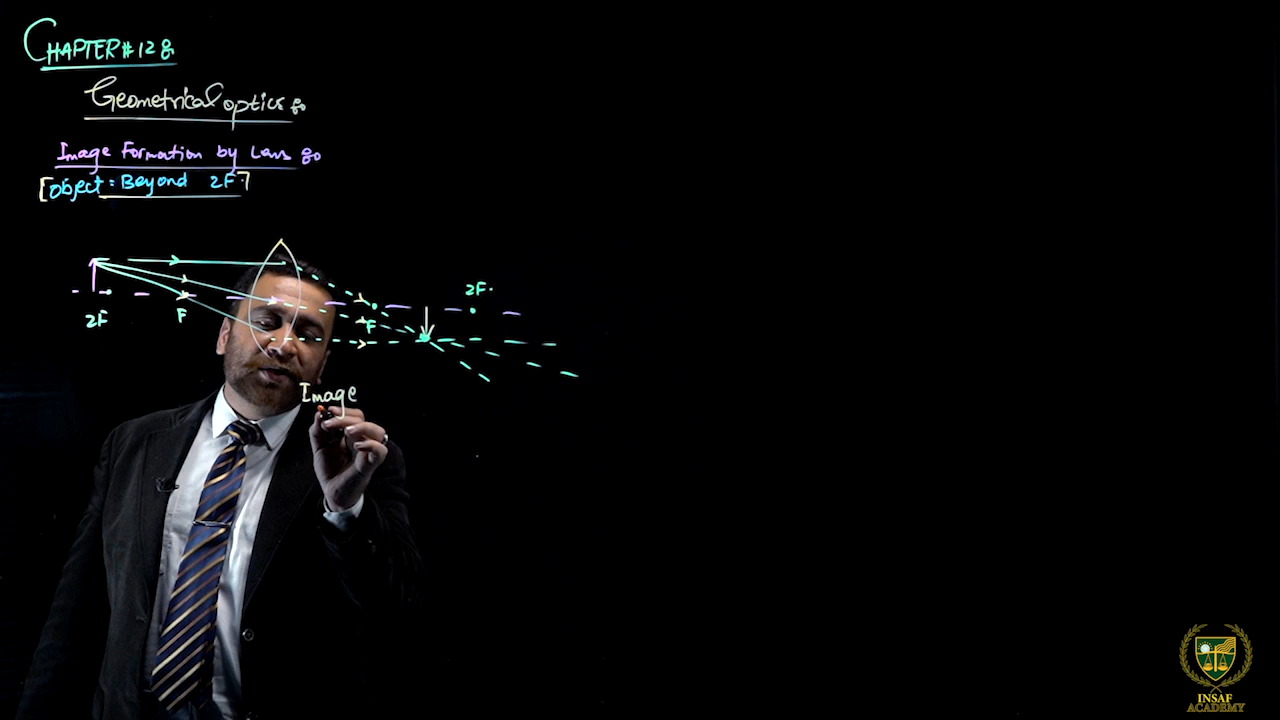 CHAPTER#12:
Geometrical optics:
Image Formation by Lens:
[Object: Beyond 2F.]
2F.
2F
F
F
Image
INSAF
ACADEMY